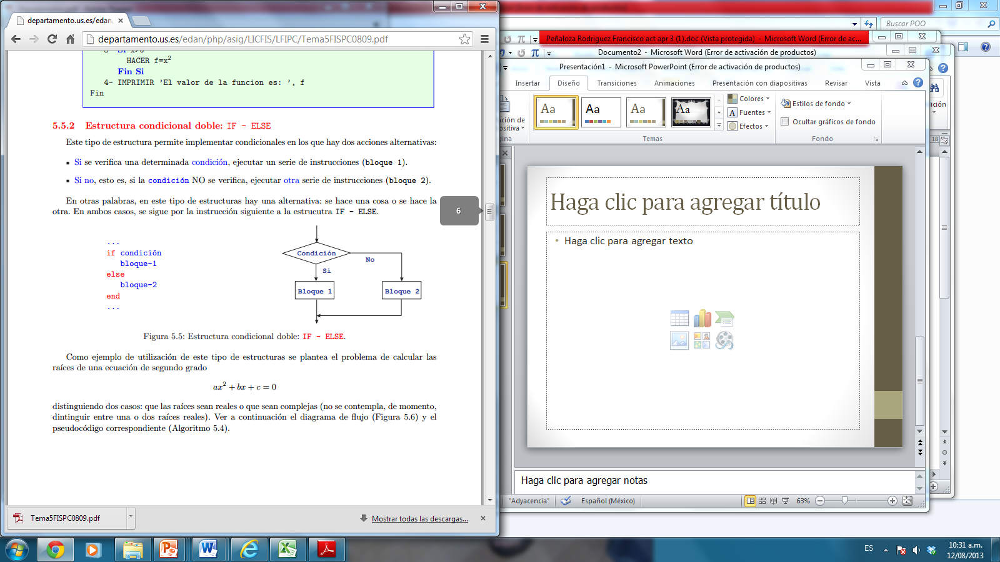 departamento.us.es/edan/
departamento.us.es/edan/php/asig/LICFIS/LFIPC/Tema5FISPC0809.pdf
HACER f=x2
Fin Si
4- IMPRIMIR ’El valor de la funcion es: ’, f
Fin
5.5.2 Estructura condicional doble: IF - ELSE
Este tipo de estructura permite implementar condicionales en los que hay dos acciones alternativas:
▪ Si se verifica una determinada condición, ejecutar un serie de instrucciones (bloque 1).
▪ Si no, esto es, si la condición NO se verifica, ejecutar otra serie de instrucciones (bloque 2).
En otras palabras, en este tipo de estructuras hay una alternativa: se hace una cosa o se hace la
otra. En ambos casos, se sigue por la instrucción siguiente a la estrucutra IF - ELSE.
6
...
if condición
bloque-1
else
bloque-2
end
...
Condición
No
Si
Bloque 1
Bloque 2
Figura 5.5: Estructura condicional doble: IF - ELSE.
Como ejemplo de utilización de este tipo de estructuras se plantea el problema de calcular las
raíces de una ecuación de segundo grado
ax2 + bx + c = 0
distinguiendo dos casos: que las raíces sean reales o que sean complejas (no se contempla, de momento,
dintinguir entre una o dos raíces reales). Ver a continuación el diagrama de flujo (Figura 5.6) y el
pseudocódigo correspondiente (Algoritmo 5.4).
Tema5FISPC0809.pdf
Mostrar todas las descargas...
Buscar POO
Peñaloza Rodriguez Francisco act apr 3 (1).doc (Vista protegida) - Microsoft Word (Error de ac...
Documento2 - Microsoft Word (Error de activación de productos)
Presentación1 - Microsoft PowerPoint (Error de activación de productos)
Insertar Diseño Transiciones Animaciones Presentación con diapositivas Revisar Vista
Aa Aa Aa Aa
Colores
Fuentes
Efectos
Temas
Estilos de fondo
Ocultar gráficos de fondo
Fondo
18
Haga clic para agregar título
• Haga clic para agregar texto
Haga clic para agregar notas
"Adyacencia" Español (México) 63%
ES
10:31 a.m.
12/08/2013